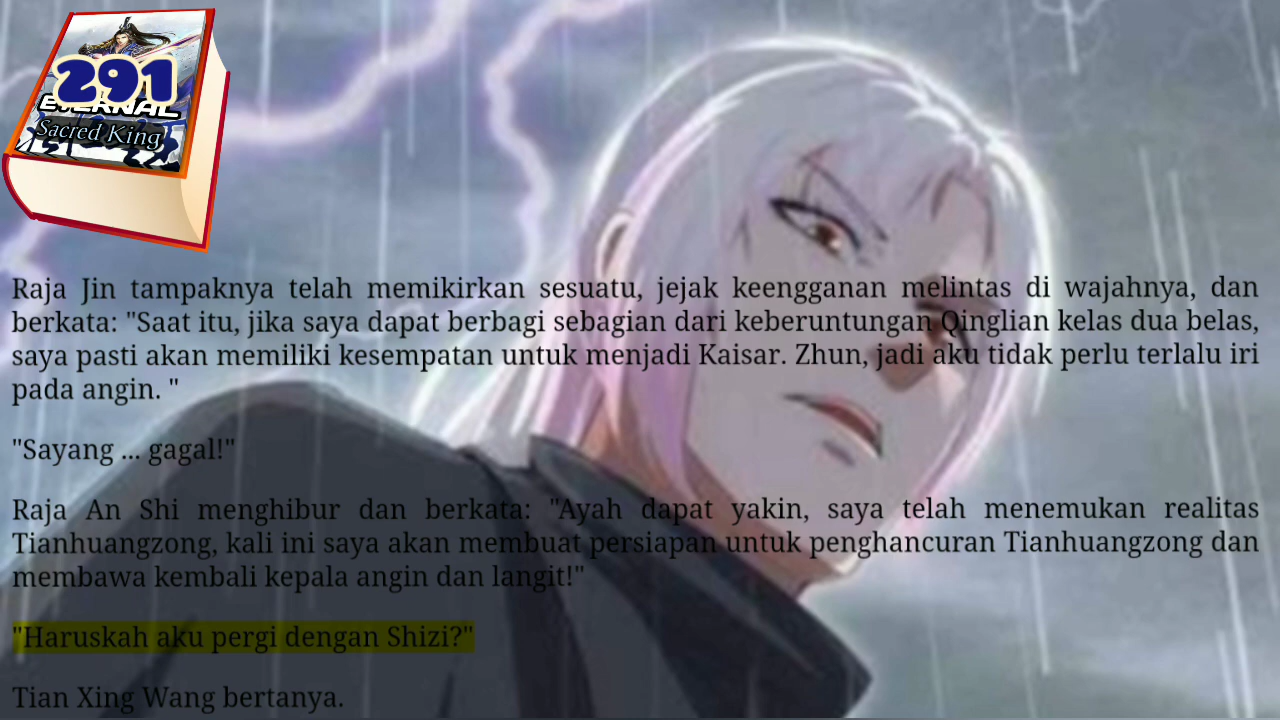 291
ETERNAL
Sacred King
Raja Jin tampaknya telah memikirkan sesuatu, jejak keengganan melintas di wajahnya, dan
berkata: "Saat itu, jika saya dapat berbagi sebagian dari keberuntungan Qinglian kelas dua belas,
saya pasti akan memiliki kesempatan untuk menjadi Kaisar. Zhun, jadi aku tidak perlu terlalu iri
pada angin. "
"Sayang ... gagal!"
Raja An Shi menghibur dan berkata: "Ayah dapat yakin, saya telah menemukan realitas
Tianhuangzong, kali ini saya akan membuat persiapan untuk penghancuran Tianhuangzong dan
membawa kembali kepala angin dan langit!"
"Haruskah aku pergi dengan Shizi?"
Tian Xing Wang bertanya.